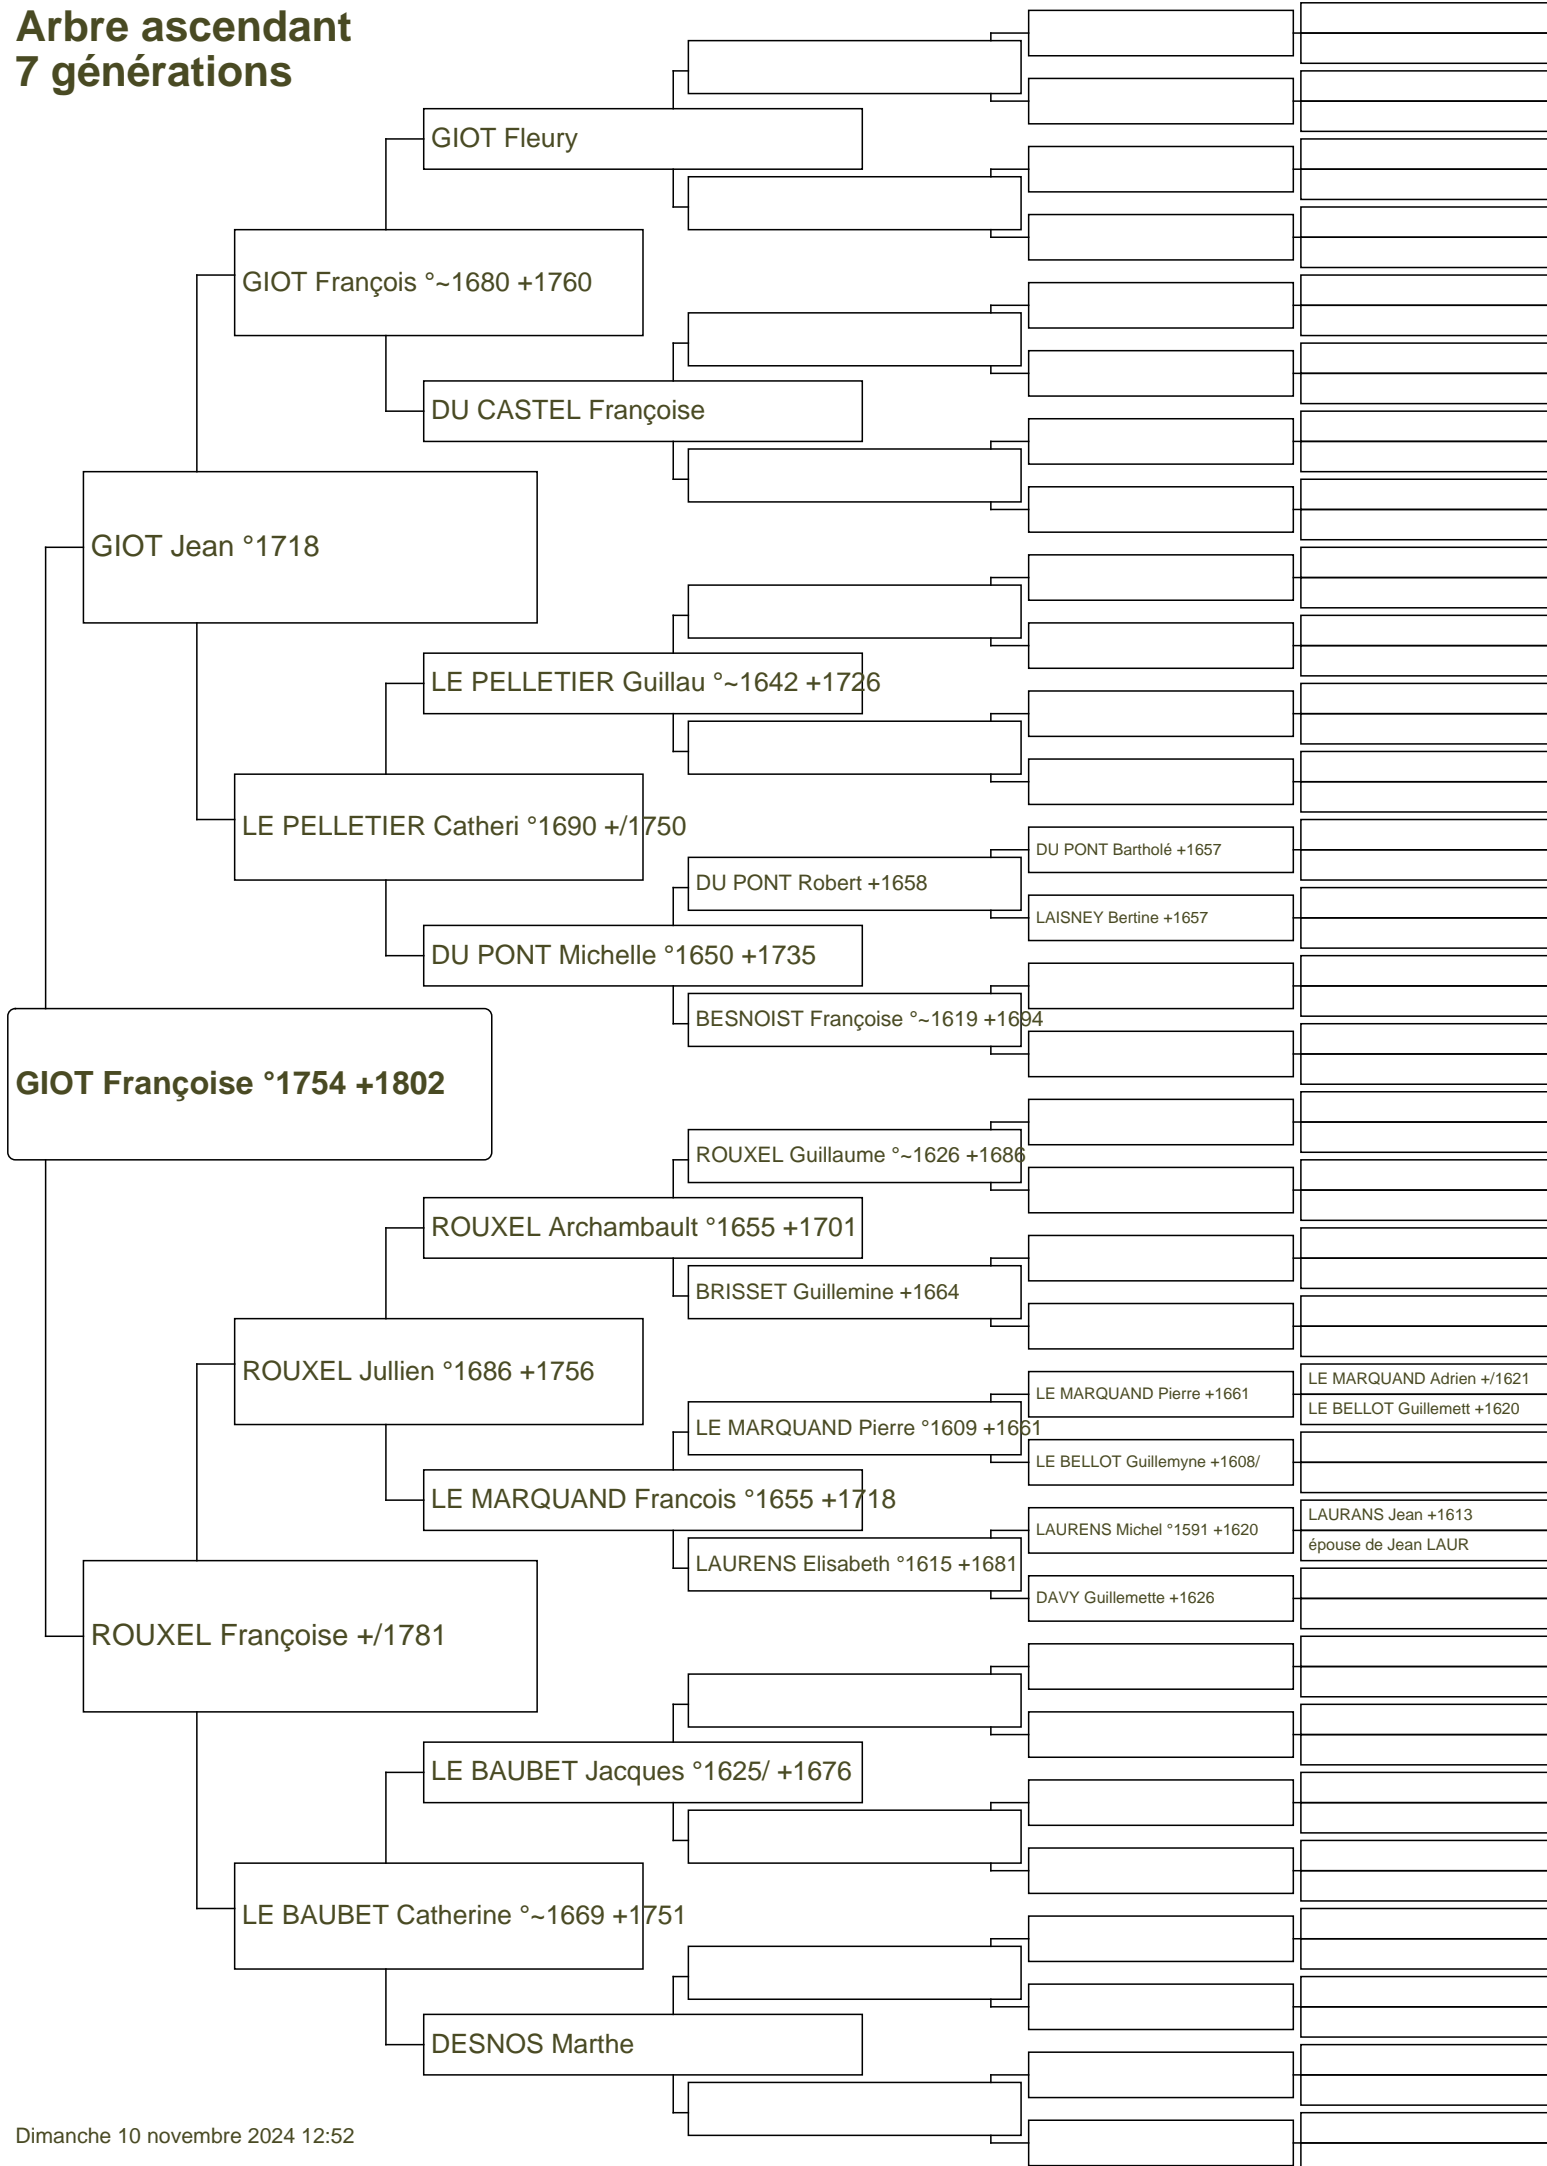 Arbre ascendant
7 générations
GIOT Fleury
GIOT François °~1680 +1760
DU CASTEL Françoise
GIOT Jean °1718
LE PELLETIER Guillau °~1642 +1726
LE PELLETIER Catheri °1690 +/1750
DU PONT Bartholé +1657
DU PONT Robert +1658
LAISNEY Bertine +1657
DU PONT Michelle °1650 +1735
BESNOIST Françoise °~1619 +1694
GIOT Françoise °1754 +1802
ROUXEL Guillaume °~1626 +1686
ROUXEL Archambault °1655 +1701
BRISSET Guillemine +1664
ROUXEL Jullien °1686 +1756
LE MARQUAND Adrien +/1621
LE MARQUAND Pierre +1661
LE BELLOT Guillemett +1620
LE MARQUAND Pierre °1609 +1661
LE BELLOT Guillemyne +1608/
LE MARQUAND Francois °1655 +1718
LAURANS Jean +1613
LAURENS Michel °1591 +1620
épouse de Jean LAUR
LAURENS Elisabeth °1615 +1681
DAVY Guillemette +1626
ROUXEL Françoise +/1781
LE BAUBET Jacques °1625/ +1676
LE BAUBET Catherine °~1669 +1751
DESNOS Marthe
Dimanche 10 novembre 2024 12:52